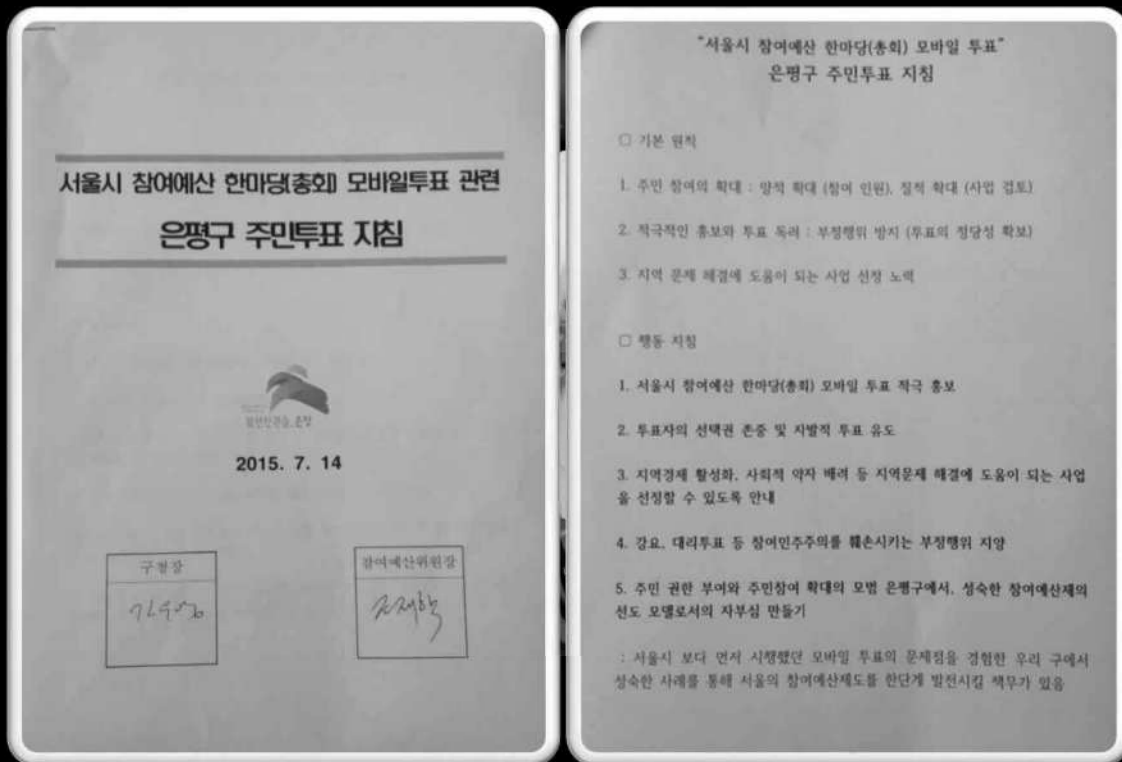 서울시 참여예산 한마당(총회) 모바일투표 관련
은평구 주민투표 지침
은평
2015. 7. 14
구청장
참여예산위원장
"서울시 참여예산 한마당(총회) 모바일 투표"
은평구 주민투표 지침
□ 기본 원칙
1. 주민 참여의 확대 : 양적 확대 (참여 인원), 질적 확대 (사업 검토)
2. 적극적인 홍보와 투표 독려 : 부정행위 방지 (투표의 정당성 확보)
3. 지역 문제 해결에 도움이 되는 사업 선정 노력
□ 행동 지침
1. 서울시 참여예산 한마당(총회) 모바일 투표 적극 홍보
2. 투표자의 선택권 존중 및 자발적 투표 유도
3. 지역경제 활성화, 사회적 약자 배려 등 지역문제 해결에 도움이 되는 사업
을 선정할 수 있도록 안내
4. 강요, 대리투표 등 참여민주주의를 훼손시키는 부정행위 지양
5. 주민 권한 부여와 주민참여 확대의 모범 은평구에서, 성숙한 참여예산제의
선도 모델로서의 자부심 만들기
: 서울시 보다 먼저 시행했던 모바일 투표의 문제점을 경험한 우리 구에서
성숙한 사례를 통해 서울의 참여예산제도를 한단계 발전시킬 책무가 있음